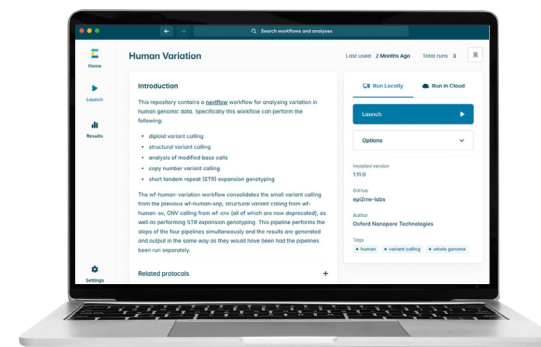 Search workflows and analyses
Home
Launch
Results
Settings
Human Variation
Last used 2 Months Ago Total runs 3
Introduction
This repository contains a nextflow workflow for analysing variation in
human genomic data. Specifically this workflow can perform the
following:
• diploid variant calling
• structural variant calling
• analysis of modified base calls
• copy number variant calling
• short tandem repeat (STR) expansion genotyping
The wf-human-variation workflow consolidates the small variant calling
from the previous wf-human-snp, structural variant calling from wf-
human-sv, CNV calling from wf-cnv (all of which are now deprecated), as
well as performing STR expansion genotyping. This pipeline performs the
steps of the four pipelines simultaneously and the results are generated
and output in the same way as they would have been had the pipelines
been run separately.
Related protocols +
Run Locally Run In Cloud
Launch
Options
Installed version
1.11.0
GitHub
epi2me-labs
Author
Oxford Nanopore Technologies
Tags
• human • variant calling • whole genome